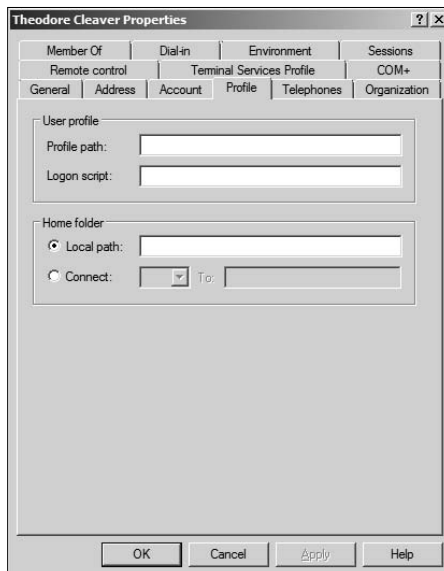 Theodore Cleaver Properties
Member Of Dial-in Environment Sessions
Remote control Terminal Services Profile COM+
General Address Account Profile Telephones Organization
User profile
Profile path:
Logon script:
Home folder
Local path:
Connect: To:
OK Cancel Apply Help